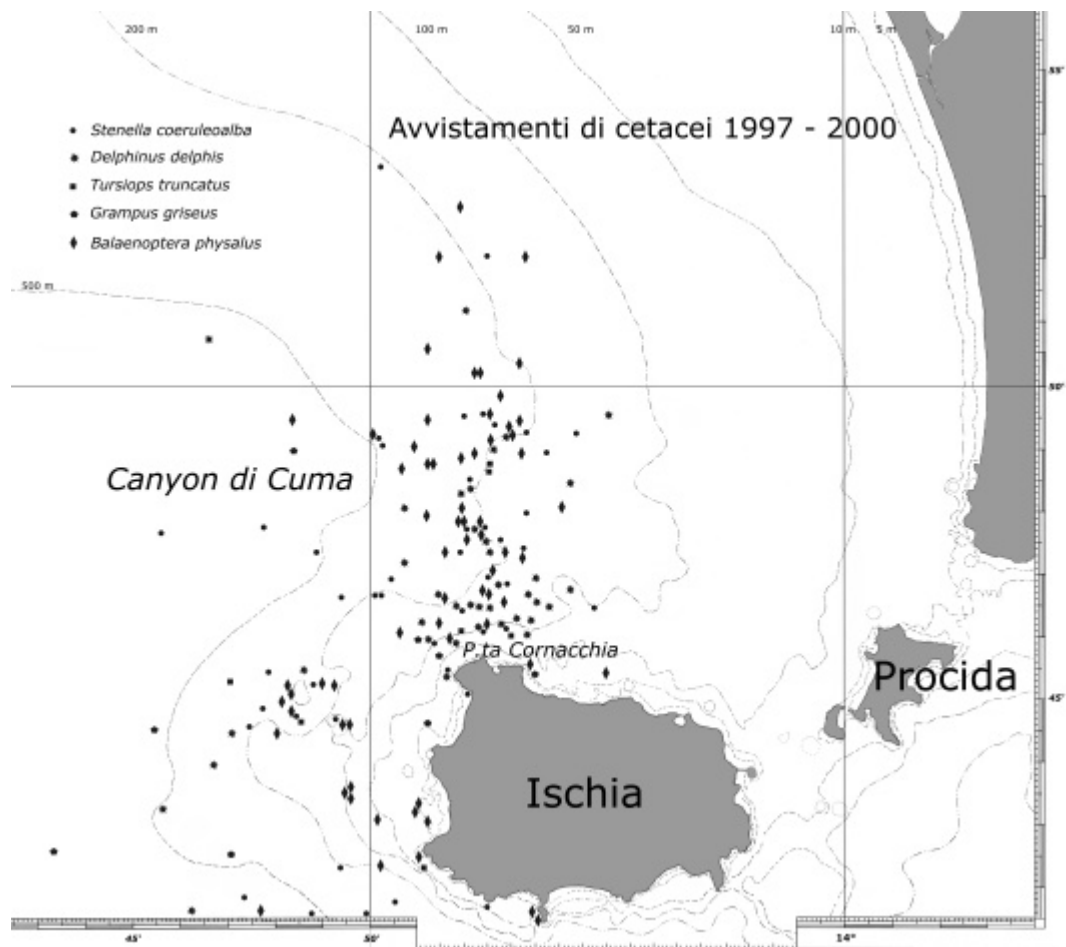 200 m
100 m
50 m
10 m
5 m
55'
Avvistamenti di cetacei 1997 - 2000
Stenella coeruleoalba
Delphinus delphis
Tursiops truncatus
Grampus griseus
Balaenoptera physalus
500 m
50'
Canyon di Cuma
P.ta Cornacchia
Procida
45'
Ischia
45'
50'
14°